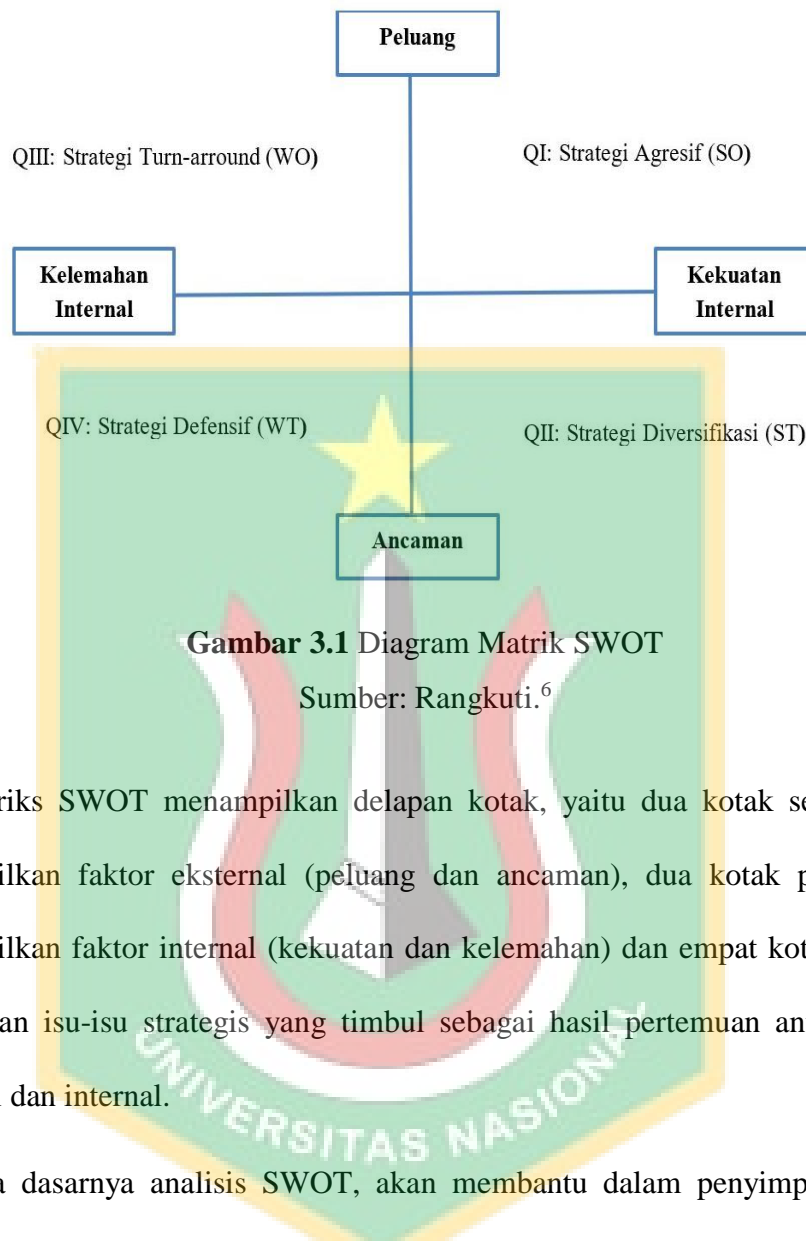 Peluang
QIII: Strategi Turn-arround (WO)
QI: Strategi Agresif (SO)
Kelemahan
Internal
Kekuatan
Internal
QIV: Strategi Defensif (WT)
QII: Strategi Diversifikasi (ST)
Ancaman
Gambar 3.1 Diagram Matrik SWOT
Sumber: Rangkuti.⁶
riks SWOT menampilkan delapan kotak, yaitu dua kotak se
ilkan faktor eksternal (peluang dan ancaman), dua kotak p
ilkan faktor internal (kekuatan dan kelemahan) dan empat kot
an isu-isu strategis yang timbul sebagai hasil pertemuan an
dan internal.
UNIVERSITAS NASIONAL
a dasarnya analisis SWOT, akan membantu dalam penyimp